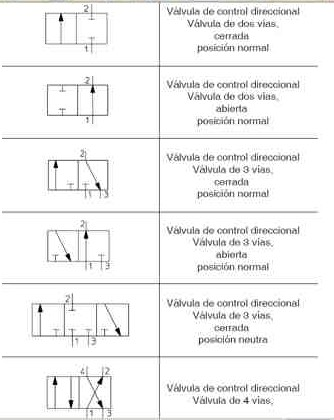 2
1
Válvula de control direccional
Válvula de dos vías,
cerrada
posición normal
2
1
Válvula de control direccional
Válvula de dos vías,
abierta
posición normal
2
1 3
Válvula de control direccional
Válvula de 3 vías,
cerrada
posición normal
2
1 3
Válvula de control direccional
Válvula de 3 vías,
abierta
posición normal
2
1 3
Válvula de control direccional
Válvula de 3 vías,
cerrada
posición neutra
4 2
1 3
Válvula de control direccional
Válvula de 4 vías,